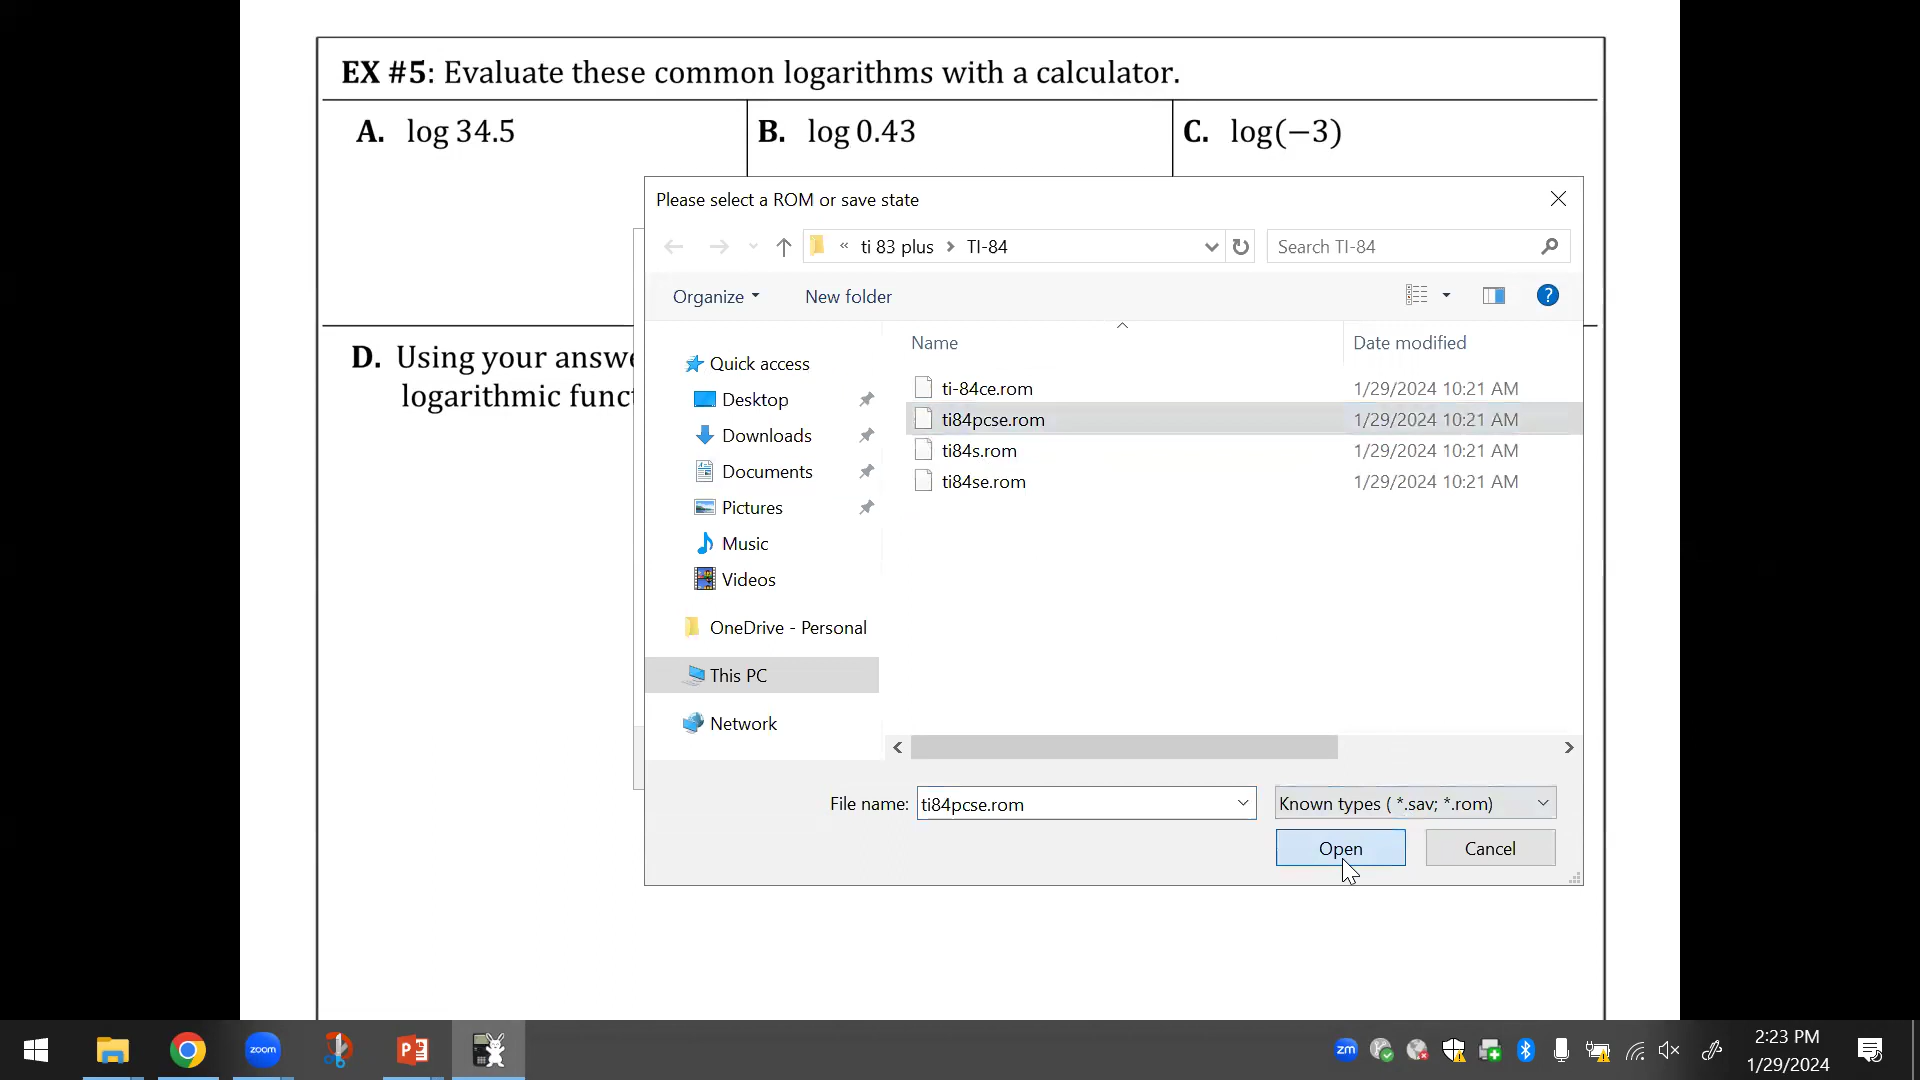 EX #5: Evaluate these common logarithms with a calculator.
A. log 34.5
B. log 0.43
C. log(−3)
D. Using your answe
logarithmic funct
Please select a ROM or save state
« ti 83 plus > TI-84
Search TI-84
Organize
New folder
Name
Date modified
Quick access
Desktop
Downloads
Documents
Pictures
Music
Videos
OneDrive - Personal
This PC
Network
ti-84ce.rom 1/29/2024 10:21 AM
ti84pcse.rom 1/29/2024 10:21 AM
ti84s.rom 1/29/2024 10:21 AM
ti84se.rom 1/29/2024 10:21 AM
File name: ti84pcse.rom
Known types ( *.sav; *.rom)
Open
Cancel
zoom
zm
2:23 PM
1/29/2024